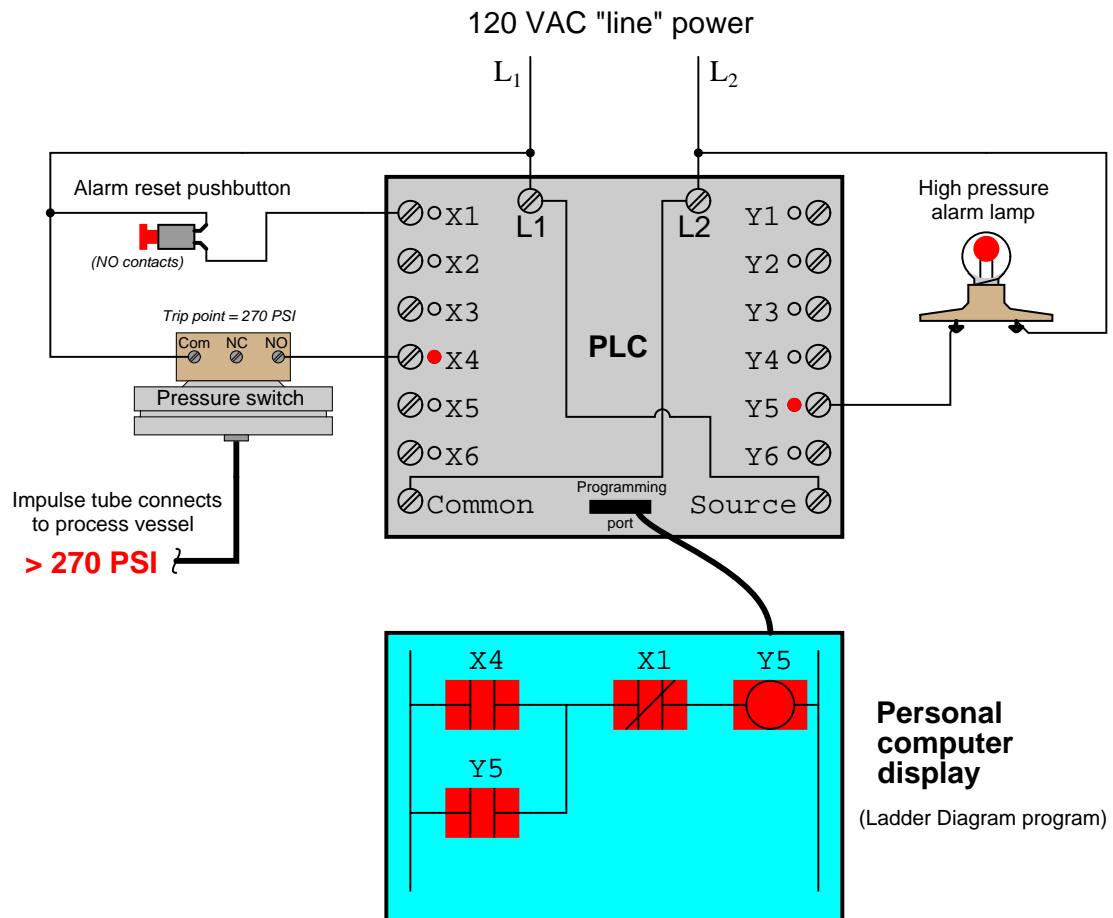 120 VAC "line" power
L1
L2
Alarm reset pushbutton
(NO contacts)
Trip point = 270 PSI
Com NC NO
Pressure switch
Impulse tube connects
to process vessel
> 270 PSI
L1
L2
X1
X2
X3
X4
X5
X6
Common
PLC
Programming
port
Y1
Y2
Y3
Y4
Y5
Y6
Source
High pressure
alarm lamp
X4
X1
Y5
Y5
Personal
computer
display
(Ladder Diagram program)